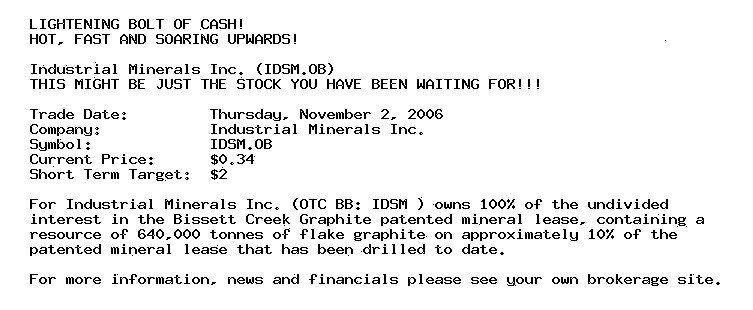 LIGHTENING BOLT OF CASH!
HOT, FAST AND SOARING UPWARDS!
Industrial Minerals Inc. (IDSM.OB)
THIS MIGHT BE JUST THE STOCK YOU HAVE BEEN WAITING FOR!!!
Trade Date: Thursday, November 2, 2006
Company: Industrial Minerals Inc.
Symbol: IDSM.OB
Current Price: $0.34
Short Term Target: $2
For Industrial Minerals Inc. (OTC BB: IDSM ) owns 100% of the undivided
interest in the Bissett Creek Graphite patented mineral lease, containing a
resource of 640,000 tonnes of flake graphite on approximately 10% of the
patented mineral lease that has been drilled to date.
For more information, news and financials please see your own brokerage site.